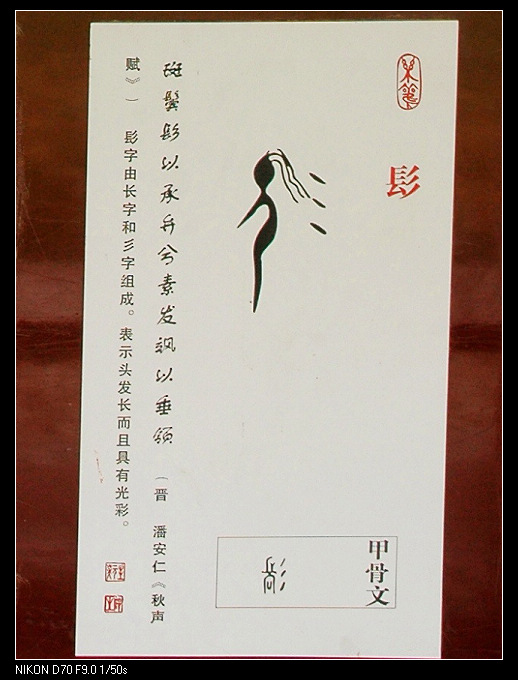 髟
甲骨文
斑鬓髟以承弁兮素发飒以垂领（晋 潘安仁《秋声
赋》） 髟字由长字和彡字组成。表示头发长而且具有光彩。
NIKON D70 F9.0 1/50s